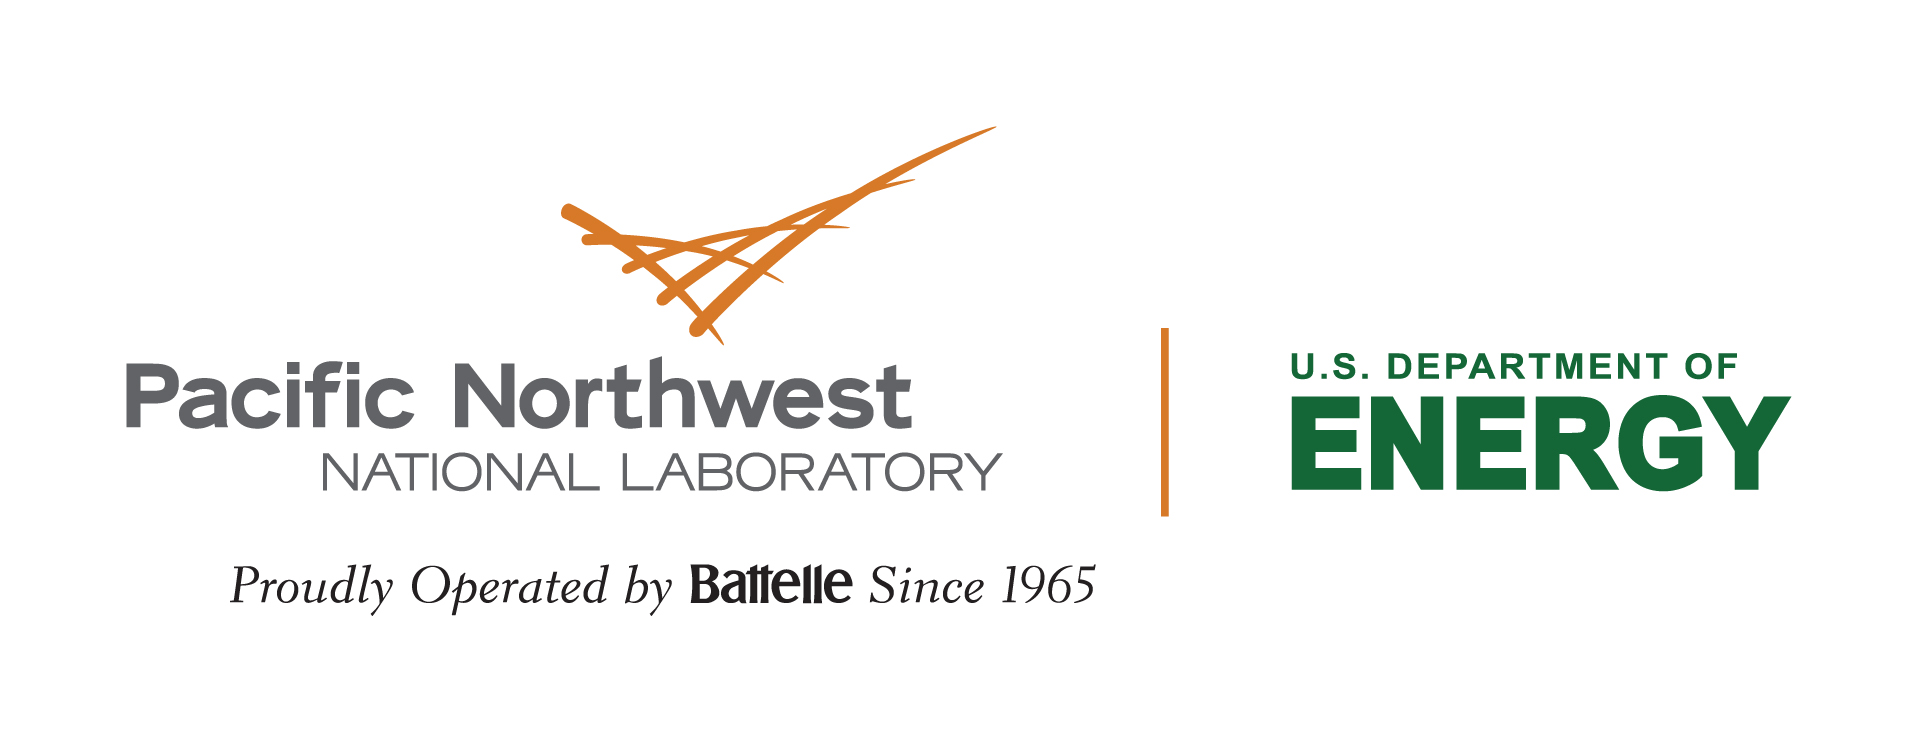 Pacific Northwest
NATIONAL LABORATORY
Proudly Operated by Battelle Since 1965
U.S. DEPARTMENT OF
ENERGY